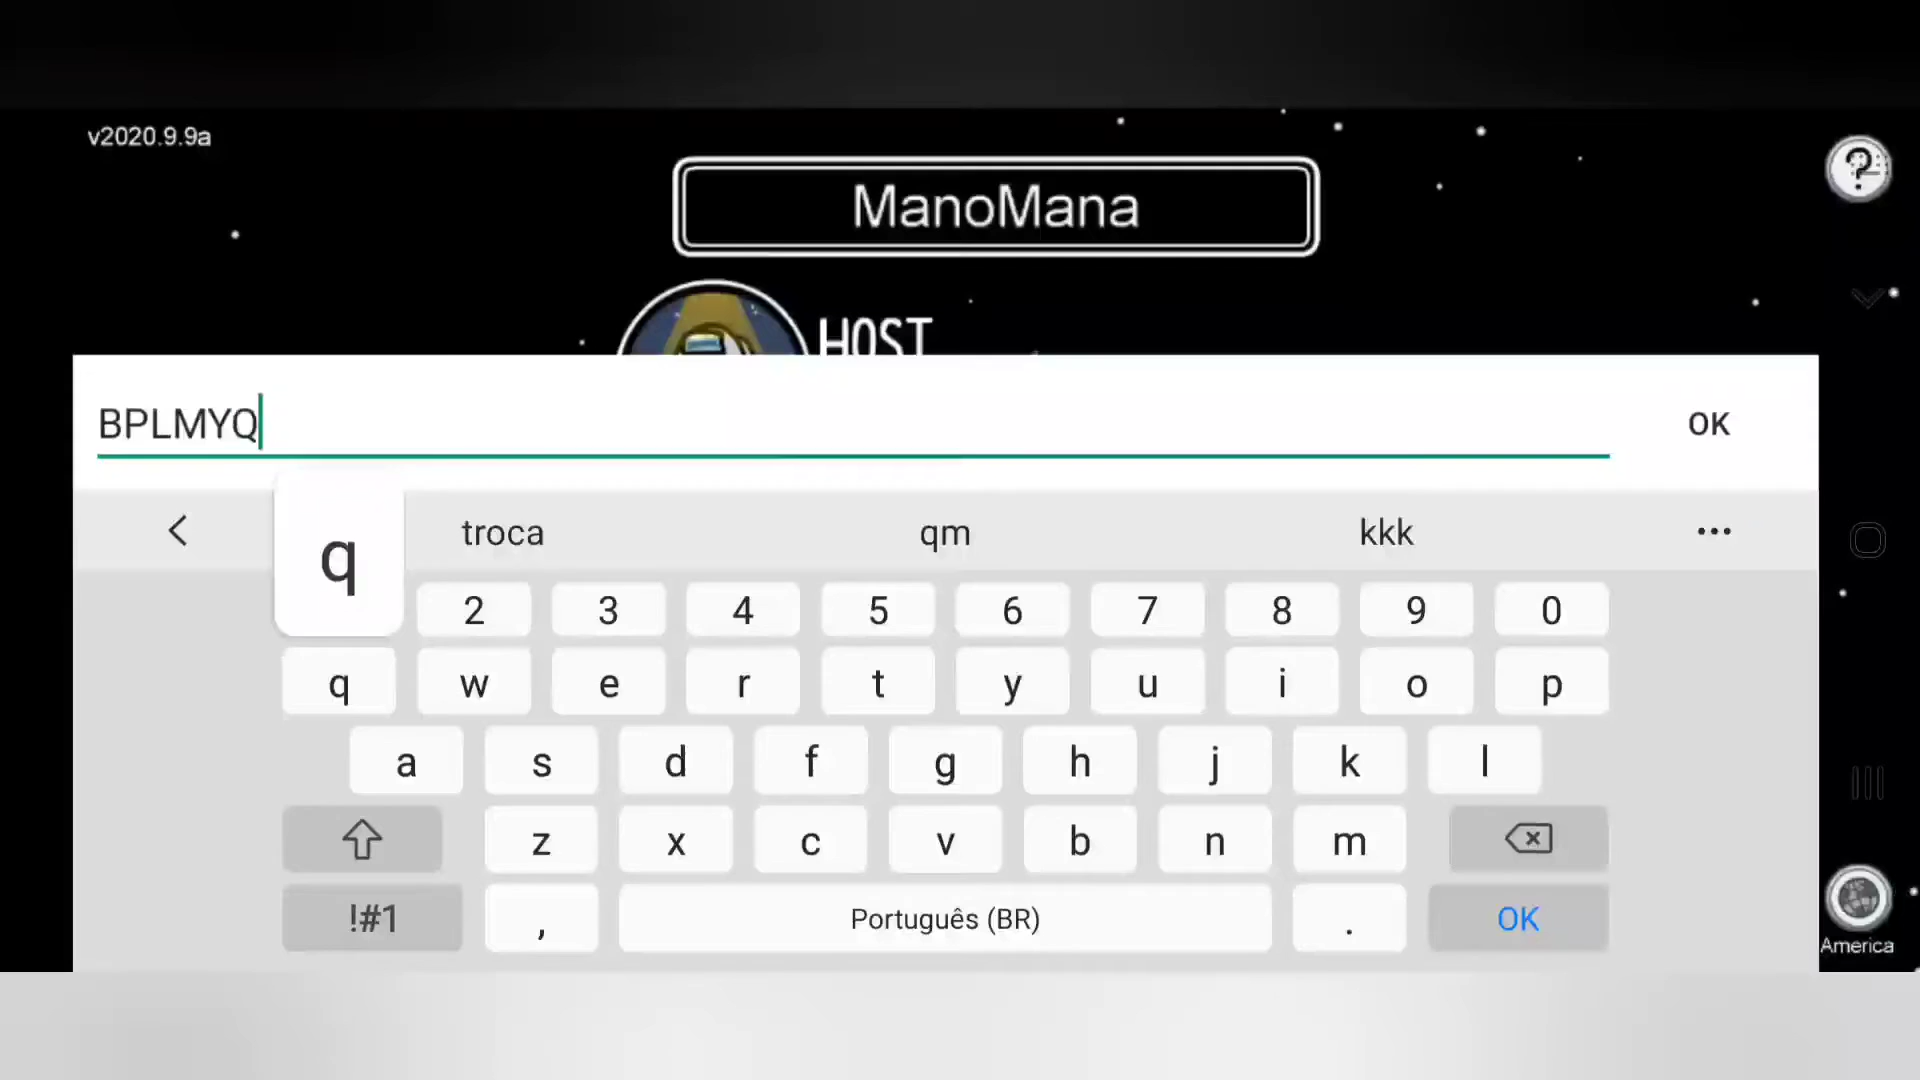 v2020.9.9a
ManoMana
HOST
BPLMYQ
OK
q
troca
qm
kkk
2 3 4 5 6 7 8 9 0
q w e r t y u i o p
a s d f g h j k l
z x c v b n m
!#1 , Português (BR) . OK
America